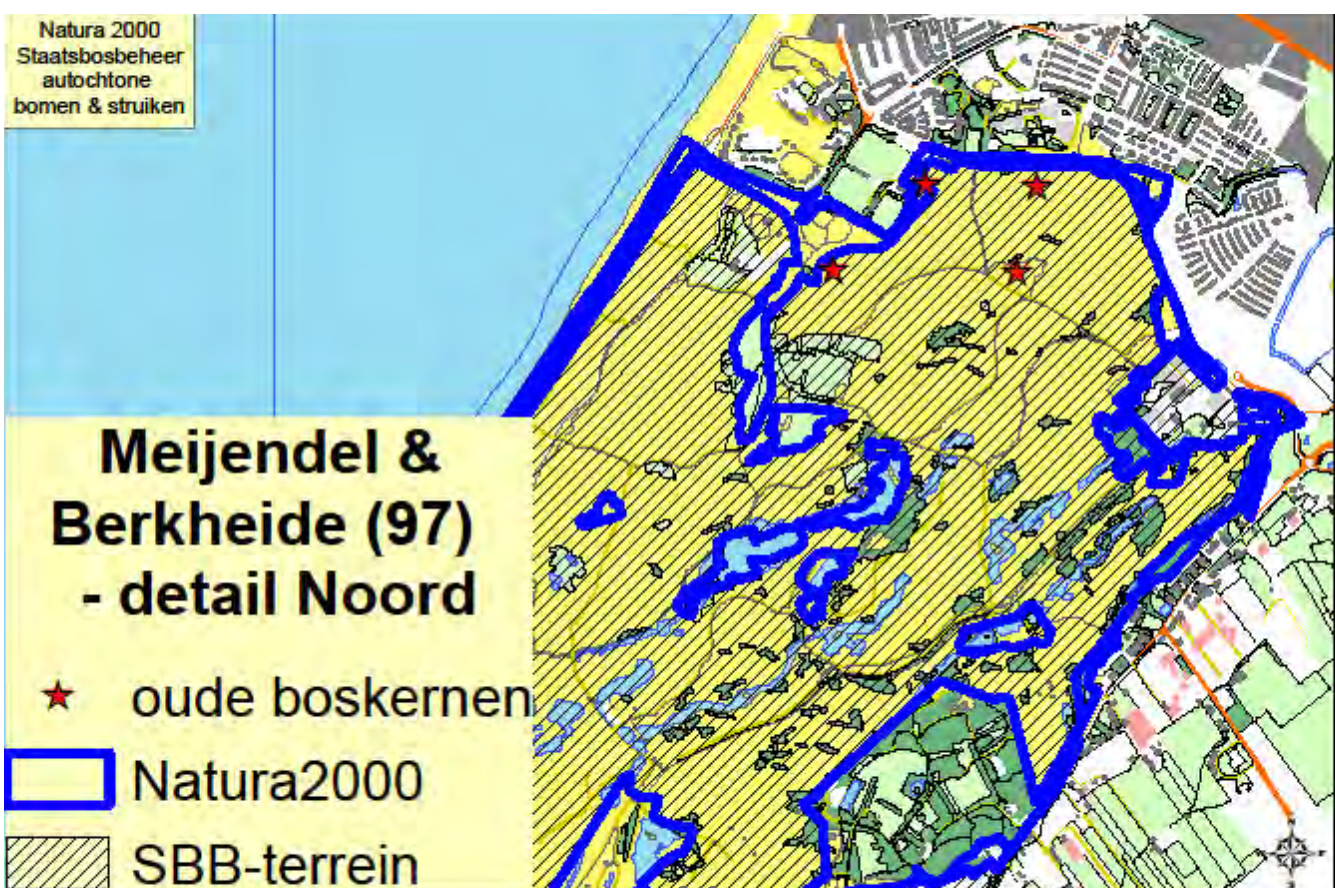 Natura 2000
Staatsbosbeheer
autochtone
bomen & struiken
Meijendel &
Berkheide (97)
- detail Noord
oude boskernen
Natura2000
SBB-terrein